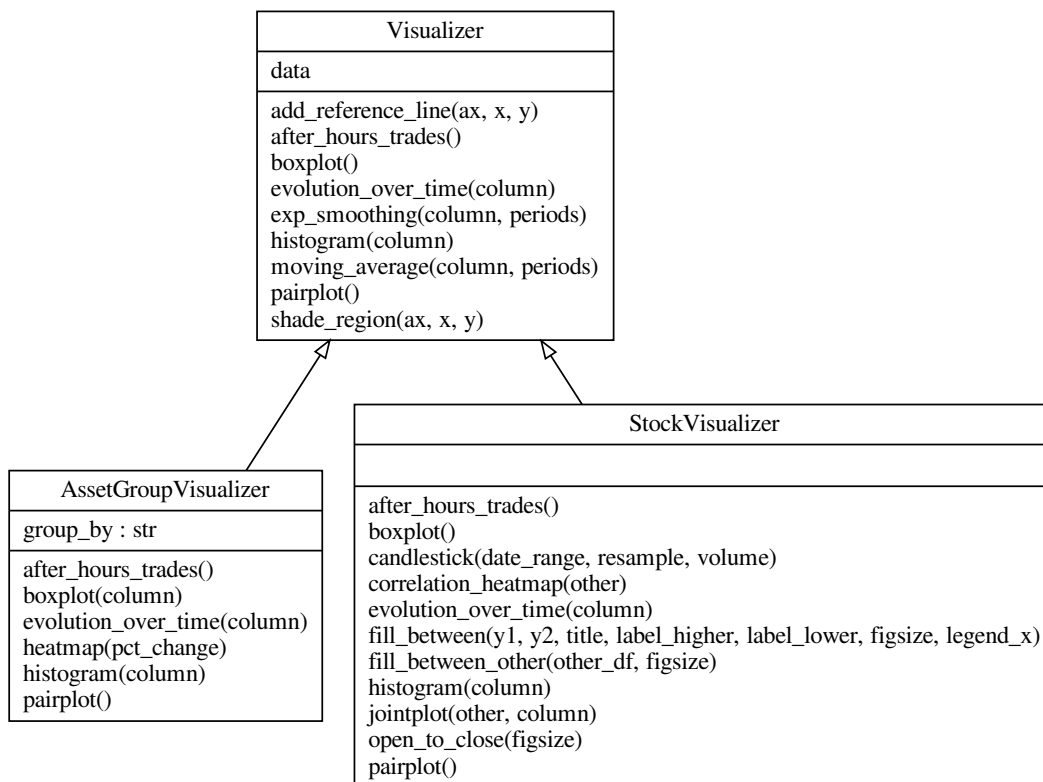 Visualizer
data
add_reference_line(ax, x, y)
after_hours_trades()
boxplot()
evolution_over_time(column)
exp_smoothing(column, periods)
histogram(column)
moving_average(column, periods)
pairplot()
shade_region(ax, x, y)
AssetGroupVisualizer
group_by : str
after_hours_trades()
boxplot(column)
evolution_over_time(column)
heatmap(pct_change)
histogram(column)
pairplot()
StockVisualizer
after_hours_trades()
boxplot()
candlestick(date_range, resample, volume)
correlation_heatmap(other)
evolution_over_time(column)
fill_between(y1, y2, title, label_higher, label_lower, figsize, legend_x)
fill_between_other(other_df, figsize)
histogram(column)
jointplot(other, column)
open_to_close(figsize)
pairplot()